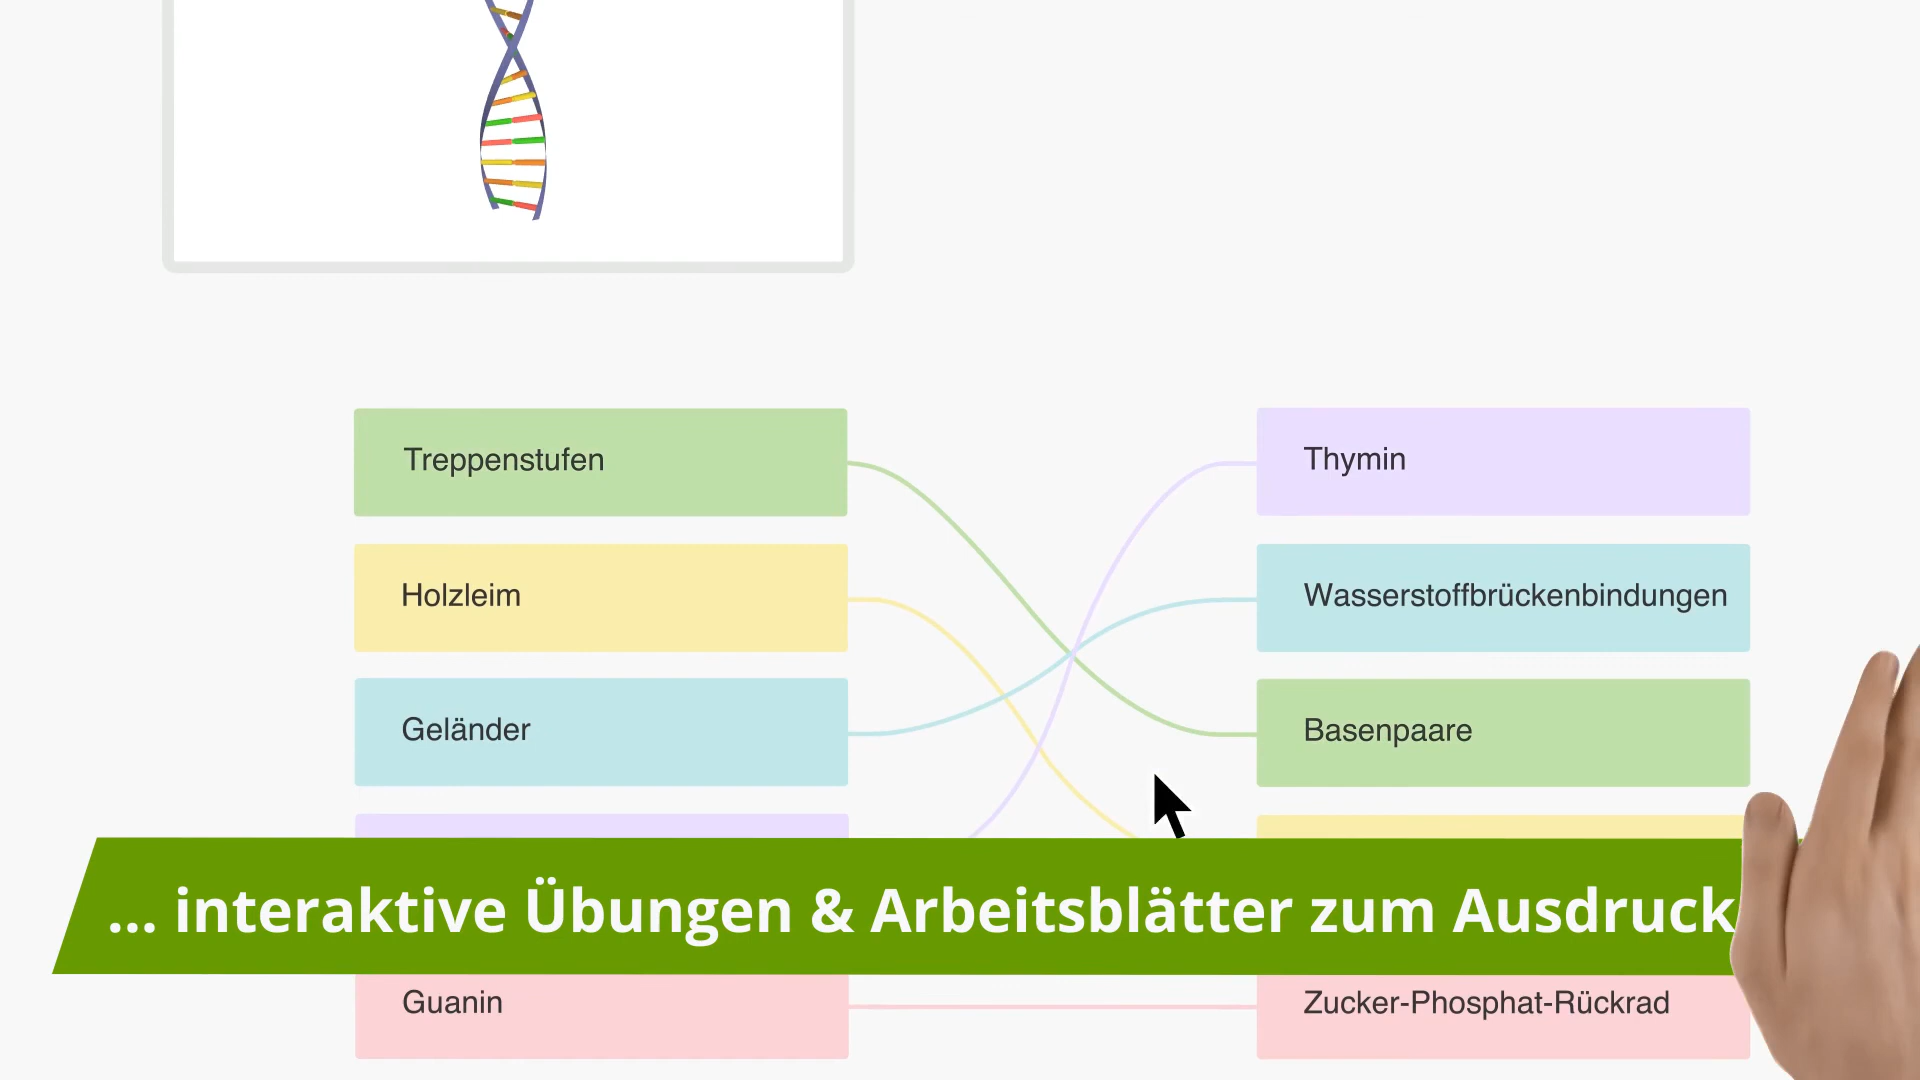 Treppenstufen
Thymin
Holzleim
Wasserstoffbrückenbindungen
Geländer
Basenpaare
... interaktive Übungen & Arbeitsblätter zum Ausdruck
Guanin
Zucker-Phosphat-Rückrad